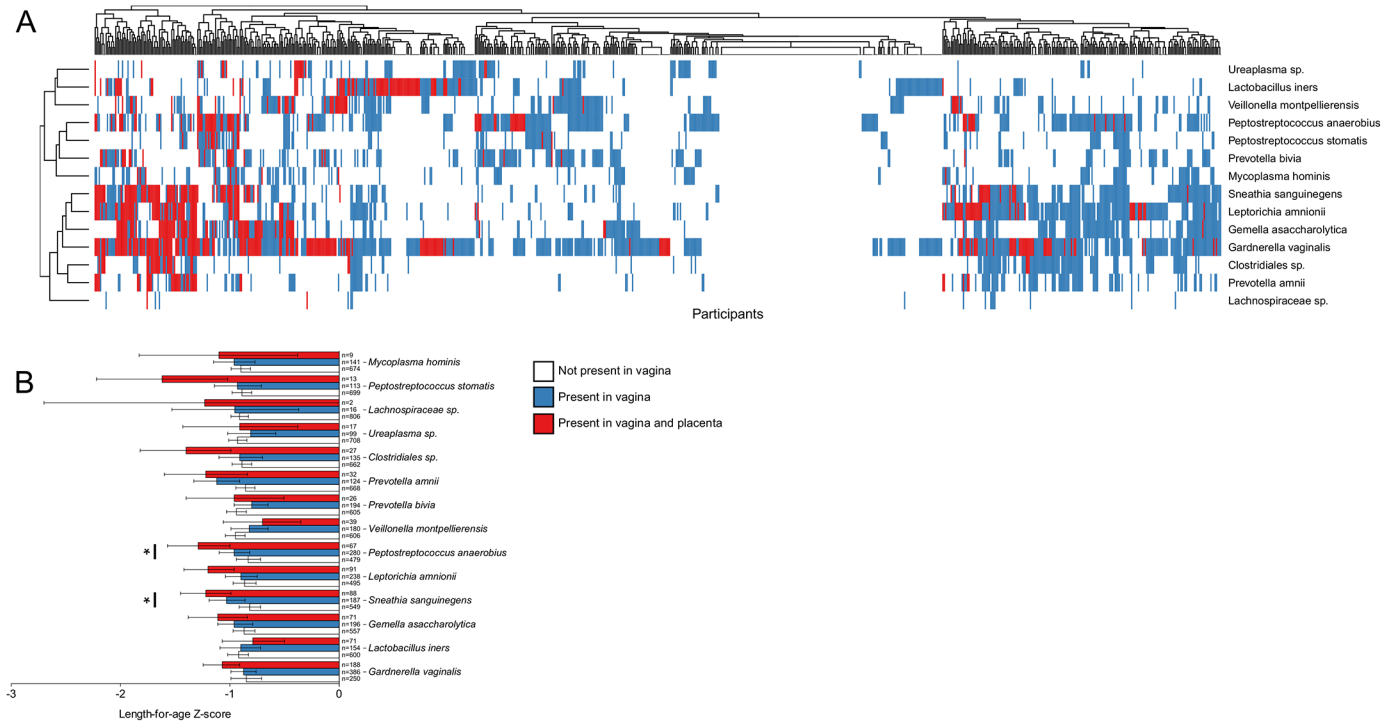 A
Ureaplasma sp.
Lactobacillus iners
Veillonella montpellierensis
Peptostreptococcus anaerobius
Peptostreptococcus stomatis
Prevotella bivia
Mycoplasma hominis
Sneathia sanguinegens
Leptorichia amnionii
Gemella asaccharolytica
Gardnerella vaginalis
Clostridiales sp.
Prevotella amnii
Lachnospiraceae sp.
Participants
B
n=9
n=141 Mycoplasma hominis
n=674
n=13
n=113 Peptostreptococcus stomatis
n=699
n=2
n=16 Lachnospiraceae sp.
n=806
n=17
n=99 Ureaplasma sp.
n=708
n=27
n=135 Clostridiales sp.
n=662
n=32
n=124 Prevotella amnii
n=668
n=26
n=194 Prevotella bivia
n=605
n=39
n=180 Veillonella montpellierensis
n=606
n=67
* n=280 Peptostreptococcus anaerobius
n=479
n=91
n=238 Leptorichia amnionii
n=495
n=88
* n=187 Sneathia sanguinegens
n=549
n=71
n=196 Gemella asaccharolytica
n=557
n=71
n=154 Lactobacillus iners
n=600
n=188
n=386 Gardnerella vaginalis
n=250
-3 -2 -1 0
Length-for-age Z-score
Not present in vagina
Present in vagina
Present in vagina and placenta